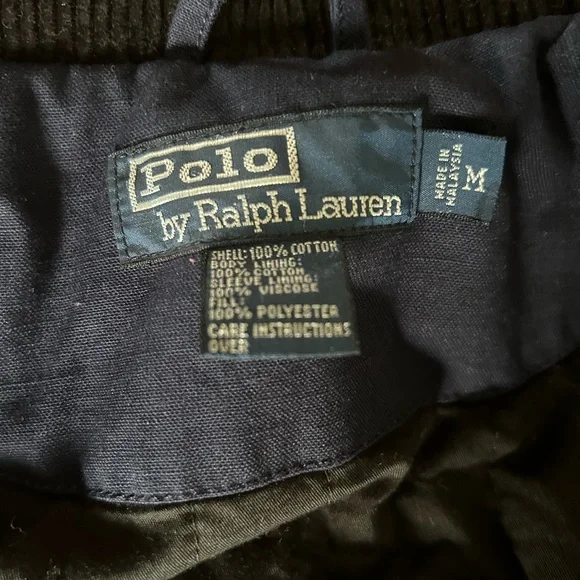 Polo
by Ralph Lauren
MADE IN
MALAYSIA
M
SHELL: 100% COTTON
BODY LINING:
100% COTTON
SLEEVE LINING:
100% VISCOSE
FILL:
100% POLYESTER
CARE INSTRUCTIONS
OVER